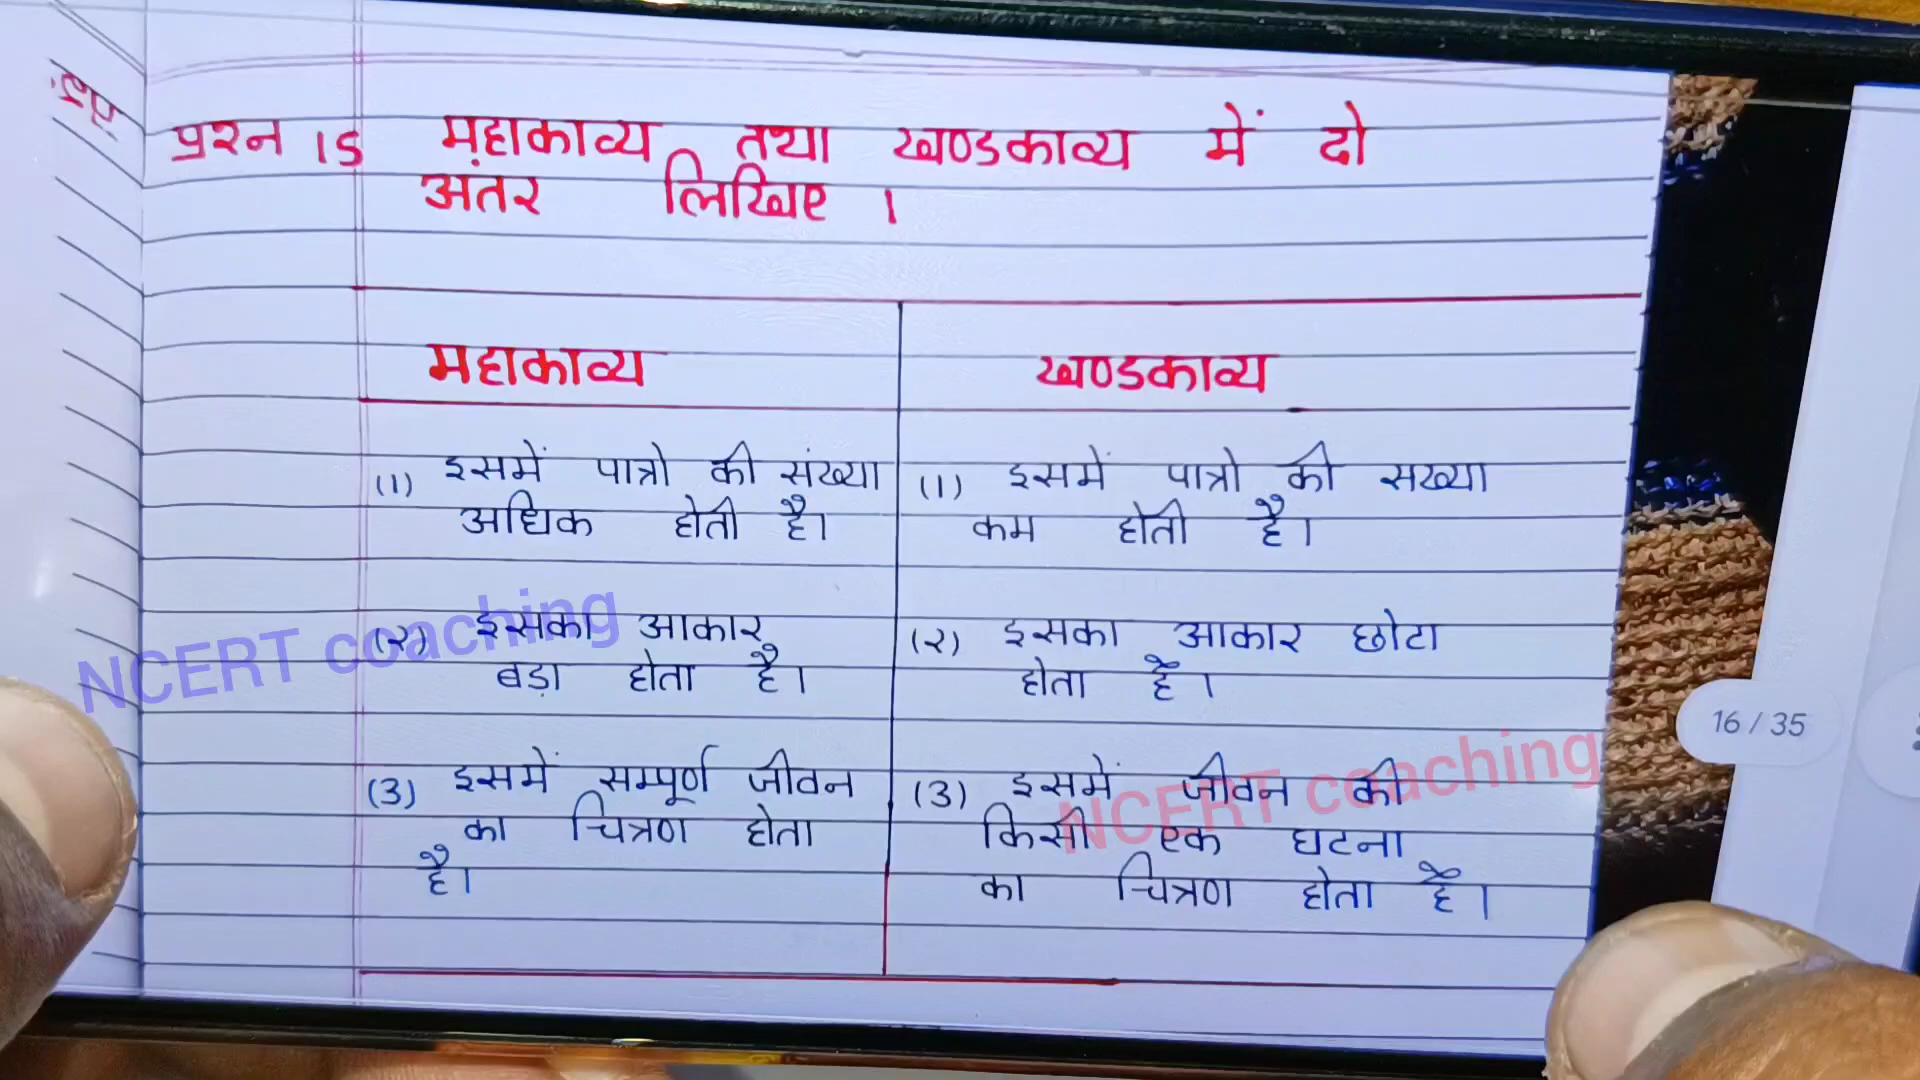 प्रश्न 15 महाकाव्य तथा खण्डकाव्य में दो
अंतर लिखिए ।
महाकाव्य
खण्डकाव्य
(1) इसमें पात्रो की संख्या
अधिक होती है।
(1) इसमें पात्रो की सख्या
कम होती है।
(२) इसका आकार
बड़ा होता है।
(२) इसका आकार छोटा
होता है ।
(3) इसमें सम्पूर्ण जीवन
का चित्रण होता
है।
(3) इसमें जीवन की
किसी एक घटना
का चित्रण होता है ।
NCERT coaching
NCERT coaching
16 / 35